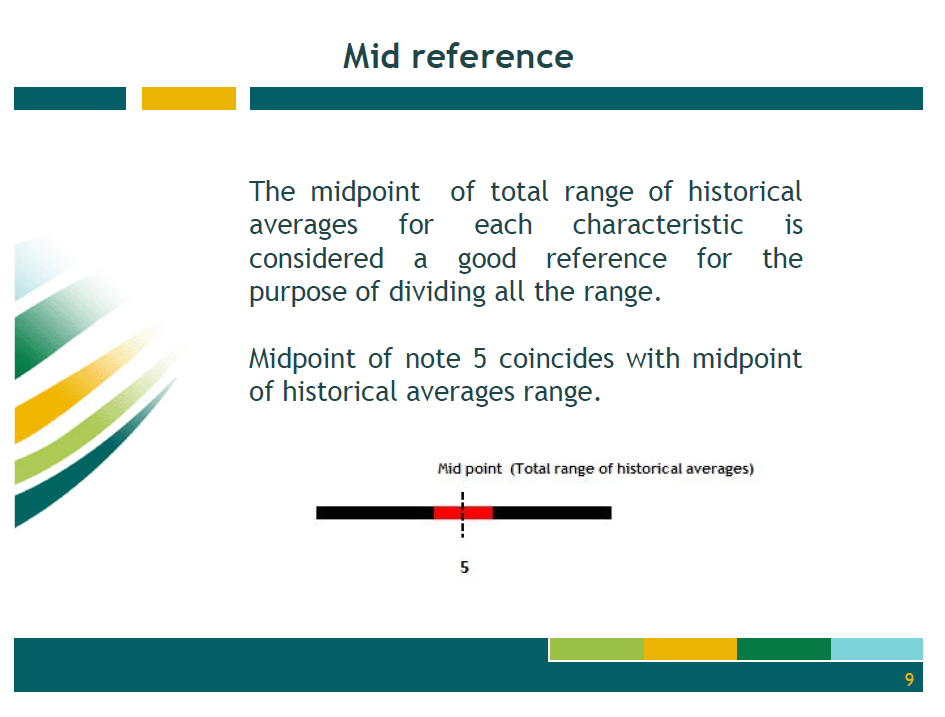 Mid reference
The midpoint of total range of historical
averages for each characteristic is
considered a good reference for the
purpose of dividing all the range.
Midpoint of note 5 coincides with midpoint
of historical averages range.
Mid point (Total range of historical averages)
5
9